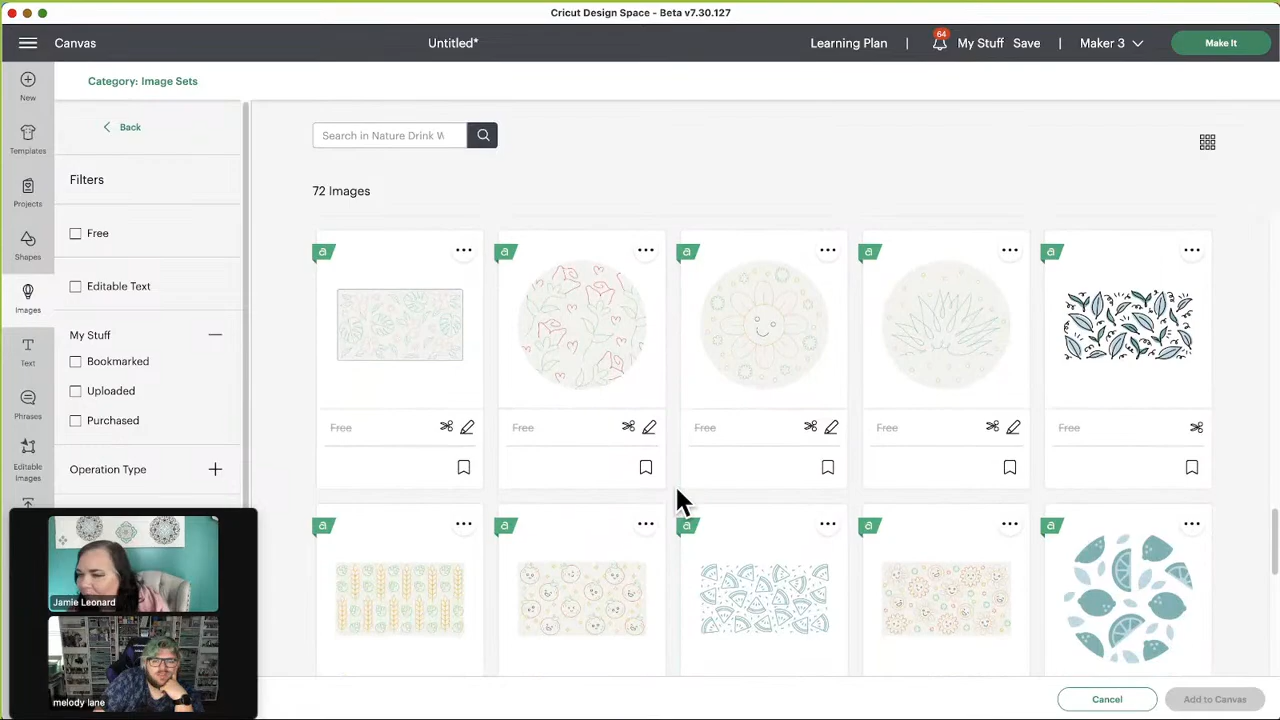 Cricut Design Space - Beta v7.30.127
Canvas
Untitled*
Learning Plan | 64 My Stuff Save | Maker 3 Make It
New
Templates
Projects
Shapes
Images
Text
Phrases
Editable
Images
Category: Image Sets
Back
Filters
Free
Editable Text
My Stuff
Bookmarked
Uploaded
Purchased
Operation Type
Search in Nature Drink W
72 Images
a a a a a
Free Free Free Free Free
a a a a a
Jamie Leonard
melody lane
Cancel Add to Canvas